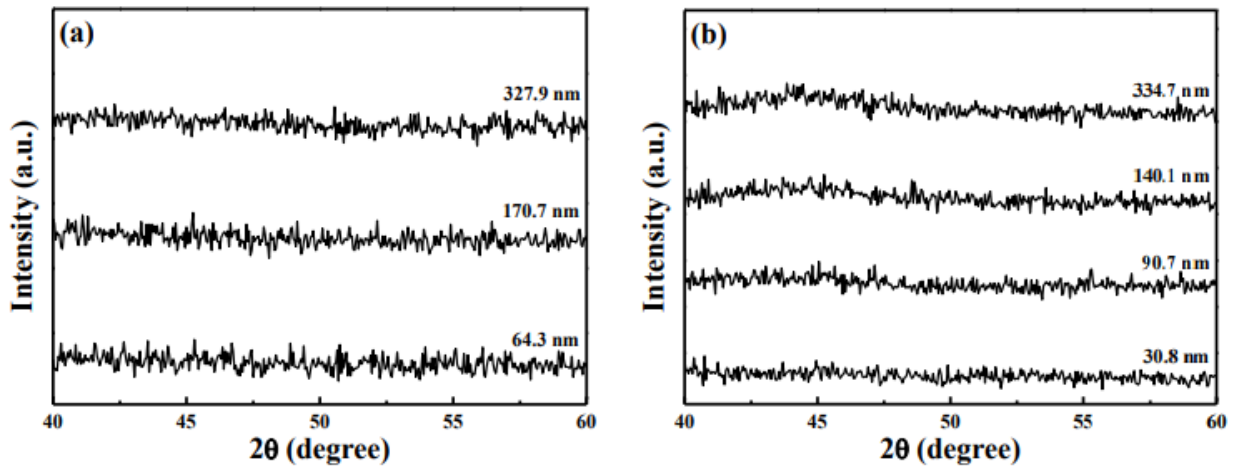 (a)
327.9 nm
170.7 nm
64.3 nm
Intensity (a.u.)
40 45 50 55 60
2θ (degree)
(b)
334.7 nm
140.1 nm
90.7 nm
30.8 nm
Intensity (a.u.)
40 45 50 55 60
2θ (degree)